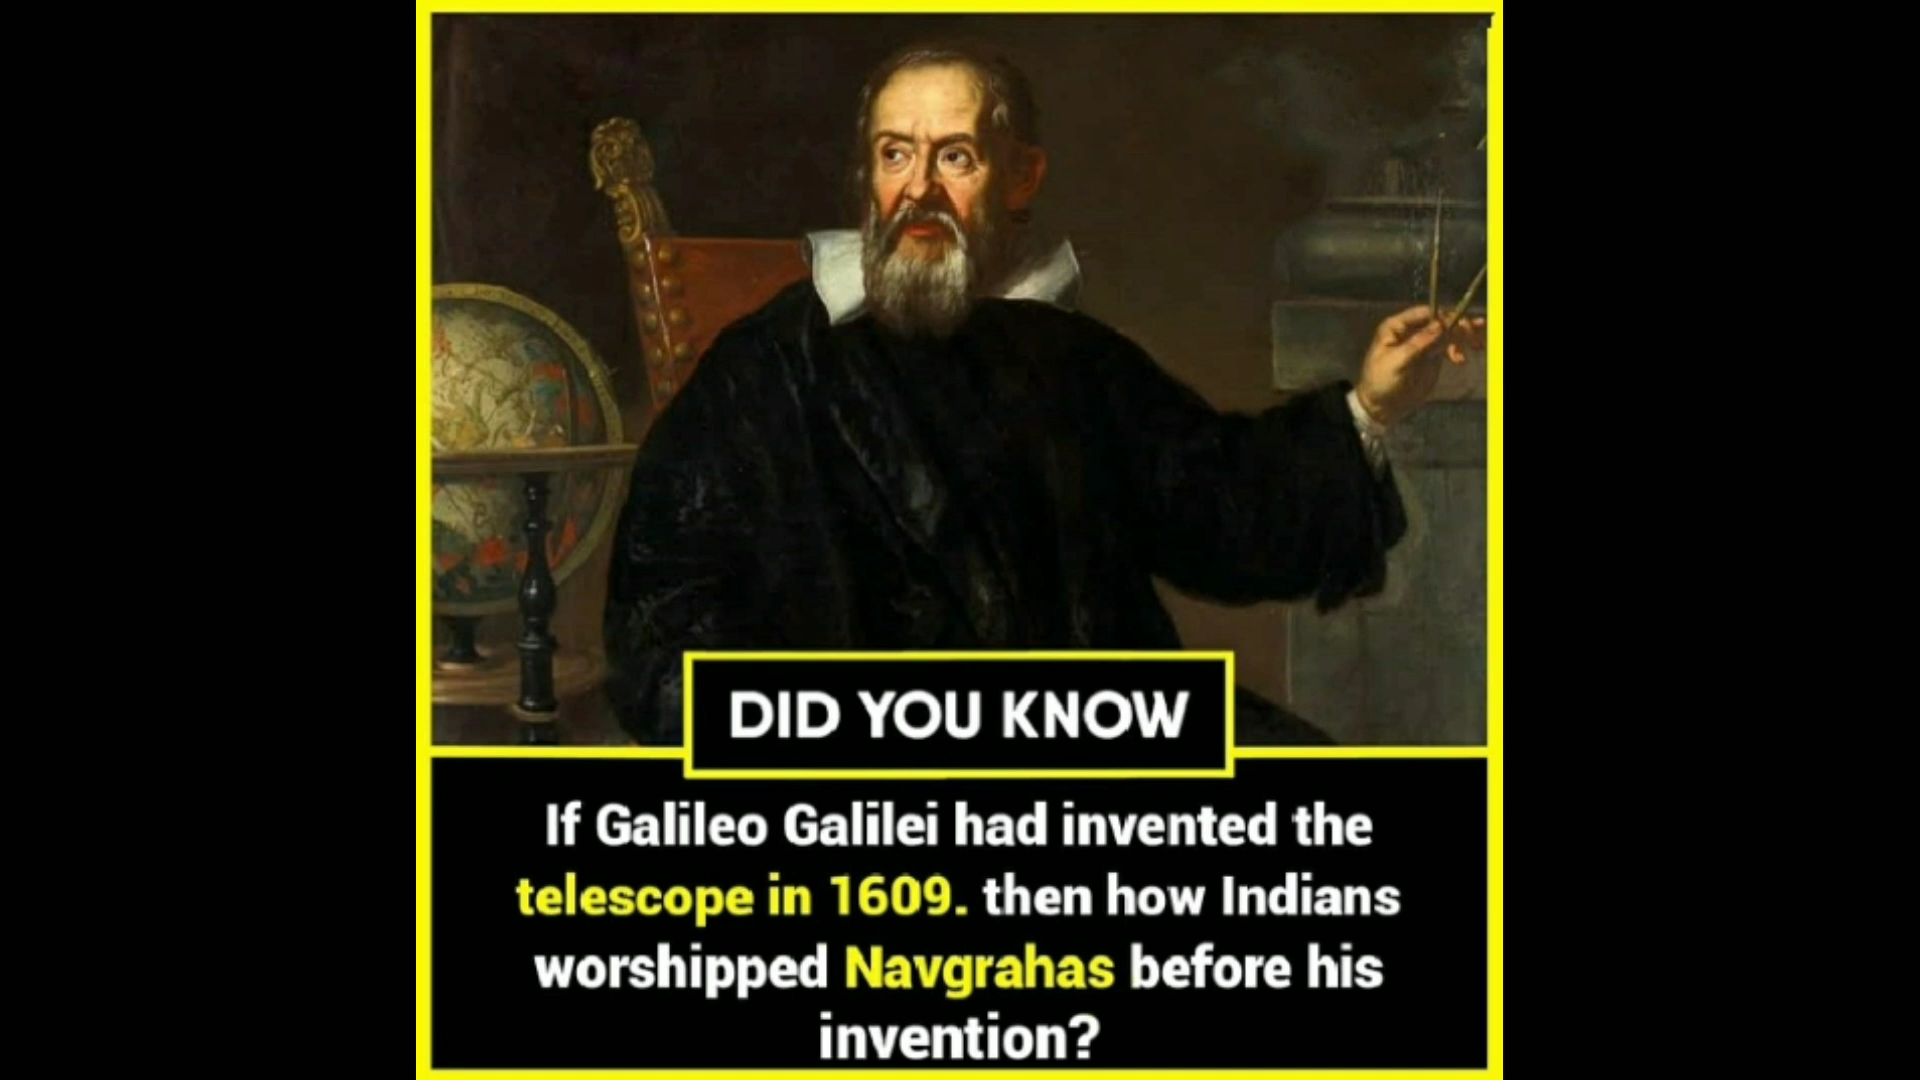 DID YOU KNOW
If Galileo Galilei had invented the
telescope in 1609. then how Indians
worshipped Navgrahas before his
invention?